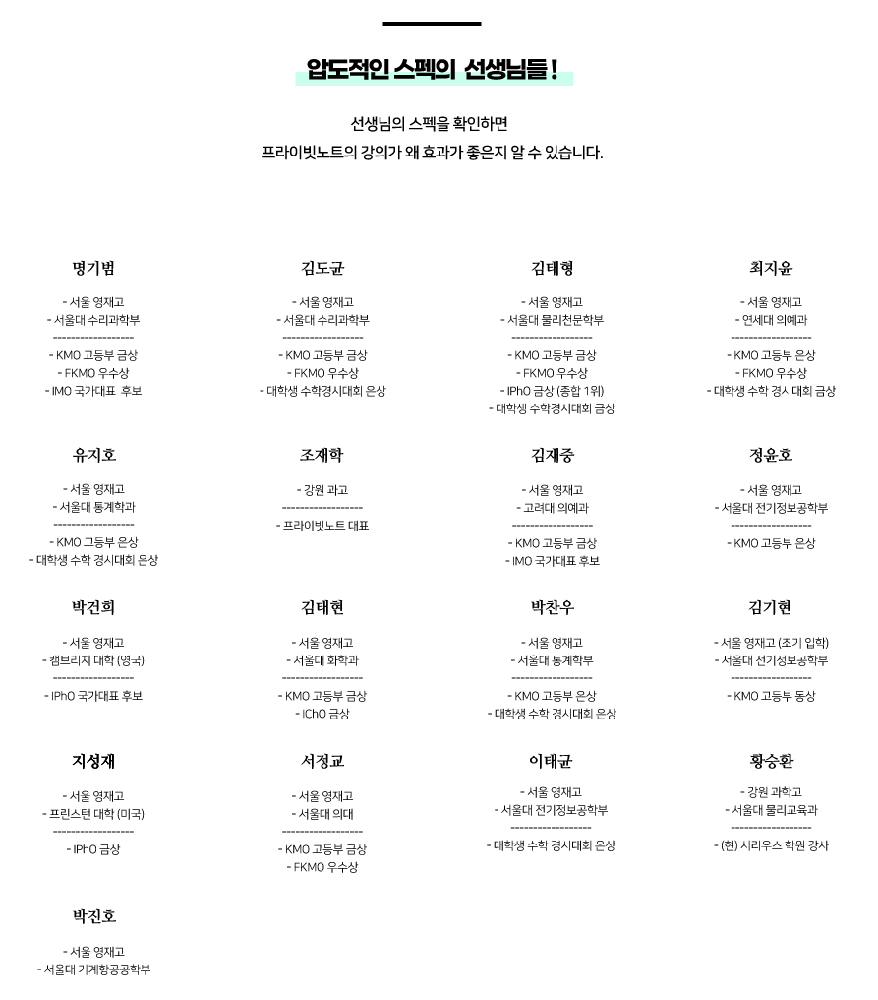 압도적인 스펙의 선생님들!
선생님의 스펙을 확인하면
프라이빗노트의 강의가 왜 효과가 좋은지 알 수 있습니다.
명기범
- 서울 영재고
- 서울대 수리과학부
------------------
- KMO 고등부 금상
- FKMO 우수상
- IMO 국가대표 후보
김도균
- 서울 영재고
- 서울대 수리과학부
------------------
- KMO 고등부 금상
- FKMO 우수상
- 대학생 수학경시대회 은상
김태형
- 서울 영재고
- 서울대 물리천문학부
------------------
- KMO 고등부 금상
- FKMO 우수상
- IPhO 금상 (종합 1위)
- 대학생 수학경시대회 금상
최지윤
- 서울 영재고
- 연세대 의예과
------------------
- KMO 고등부 은상
- FKMO 우수상
- 대학생 수학 경시대회 금상
유지호
- 서울 영재고
- 서울대 통계학과
------------------
- KMO 고등부 은상
- 대학생 수학 경시대회 은상
조재학
- 강원 과고
------------------
- 프라이빗노트 대표
김재중
- 서울 영재고
- 고려대 의예과
------------------
- KMO 고등부 금상
- IMO 국가대표 후보
정윤호
- 서울 영재고
- 서울대 전기정보공학부
------------------
- KMO 고등부 은상
박건희
- 서울 영재고
- 캠브리지 대학 (영국)
------------------
- IPhO 국가대표 후보
김태현
- 서울 영재고
- 서울대 화학과
------------------
- KMO 고등부 금상
- IChO 금상
박찬우
- 서울 영재고
- 서울대 통계학부
------------------
- KMO 고등부 은상
- 대학생 수학 경시대회 은상
김기현
- 서울 영재고 (조기 입학)
- 서울대 전기정보공학부
------------------
- KMO 고등부 동상
지성재
- 서울 영재고
- 프린스턴 대학 (미국)
------------------
- IPhO 금상
서정교
- 서울 영재고
- 서울대 의대
------------------
- KMO 고등부 금상
- FKMO 우수상
이태균
- 서울 영재고
- 서울대 전기정보공학부
------------------
- 대학생 수학 경시대회 은상
황승환
- 강원 과학고
- 서울대 물리교육과
------------------
- (현) 시리우스 학원 강사
박진호
- 서울 영재고
- 서울대 기계항공공학부